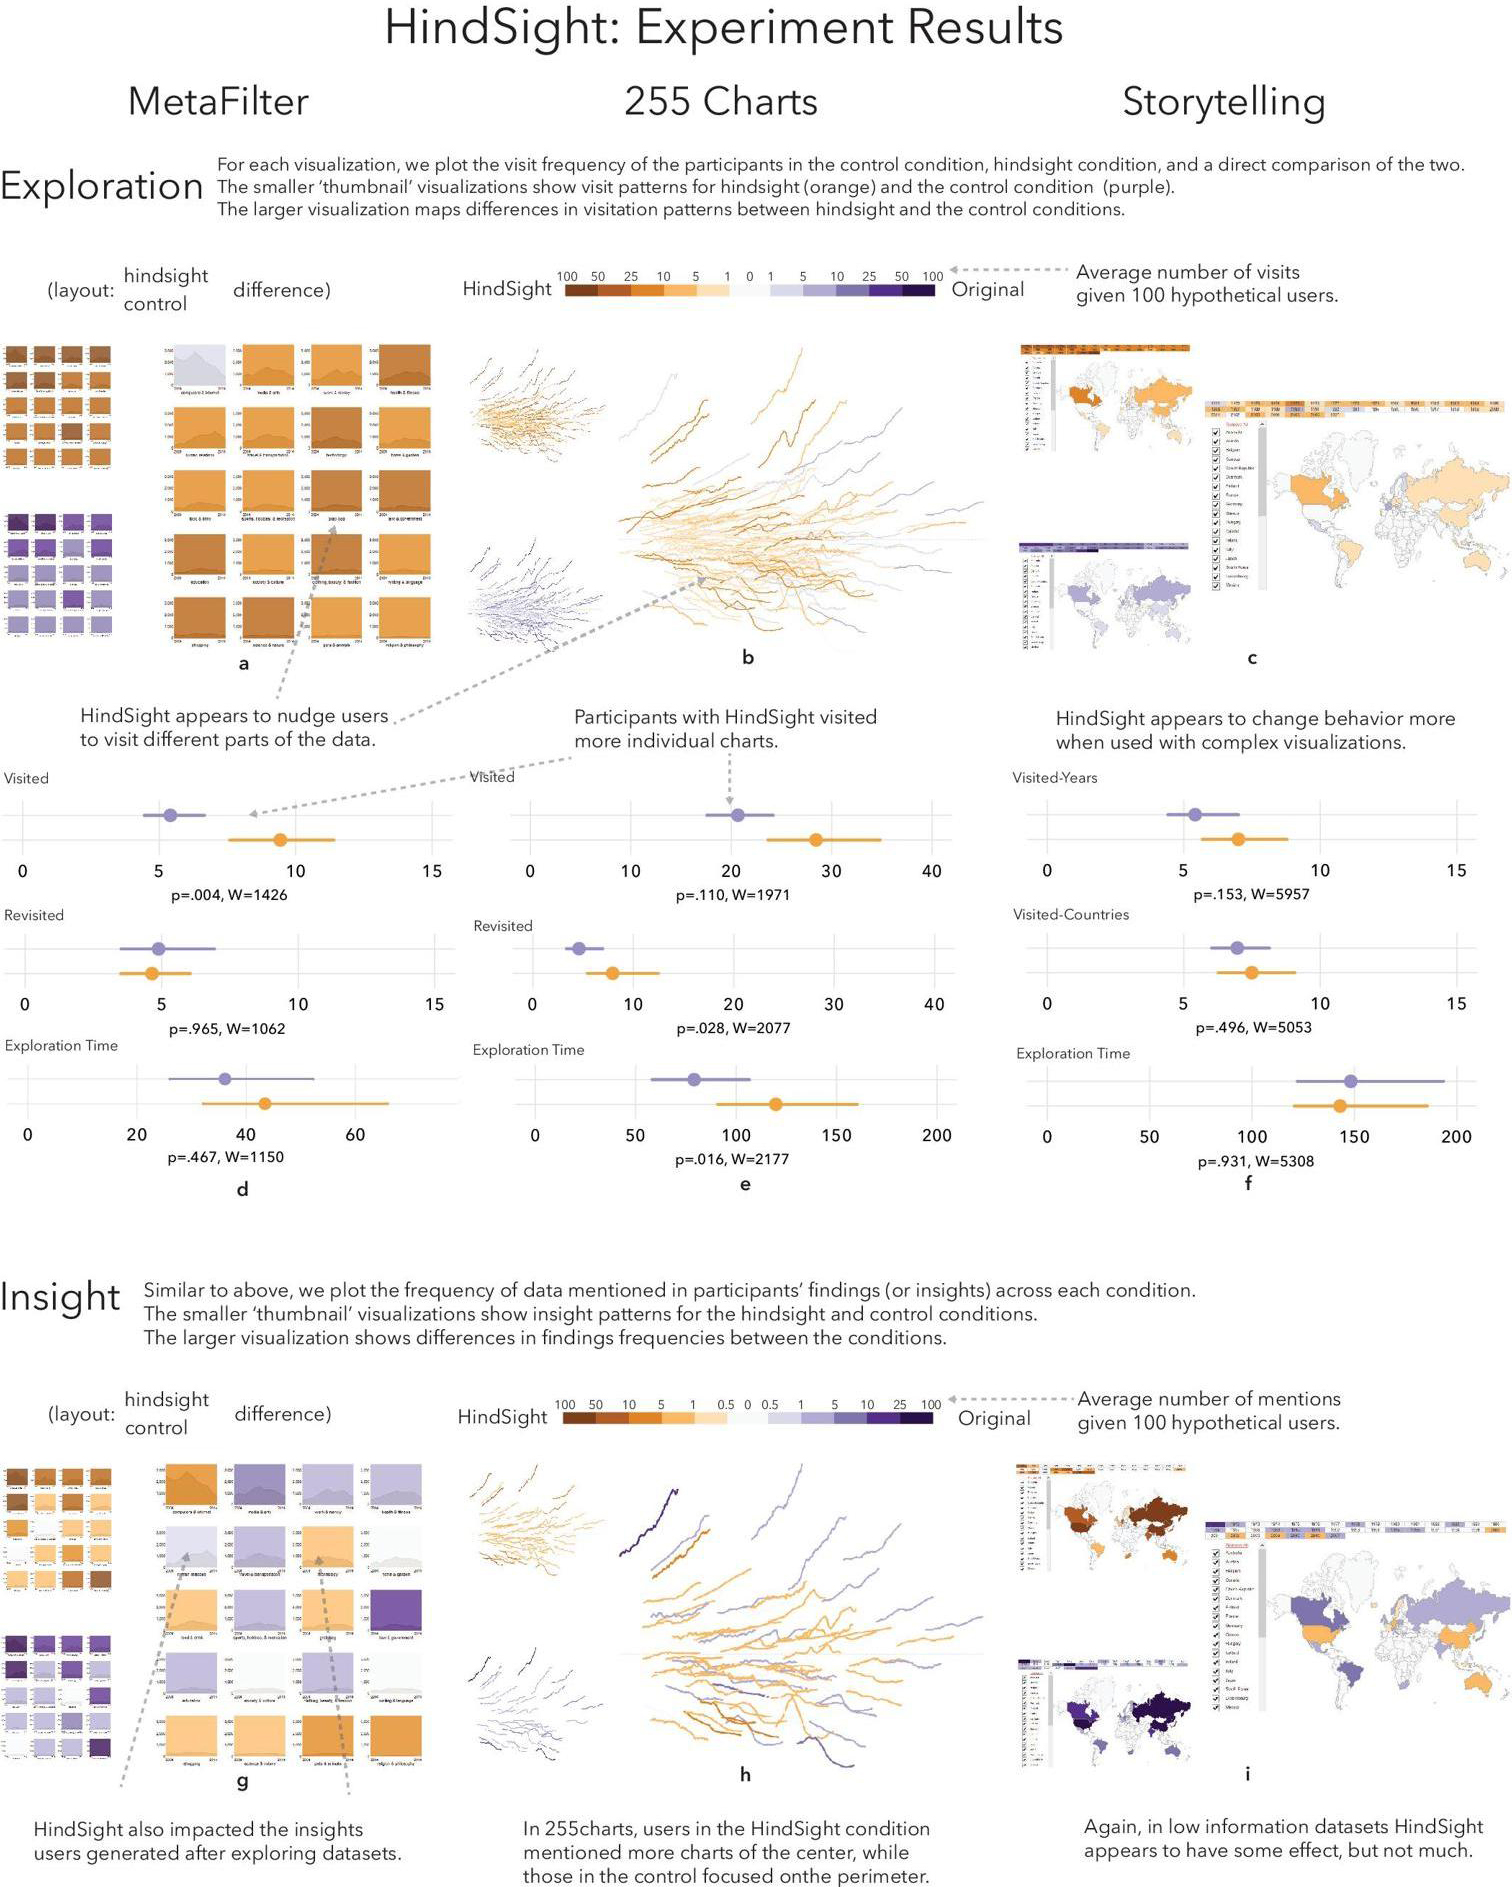 HindSight: Experiment Results
MetaFilter
255 Charts
Storytelling
Exploration
For each visualization, we plot the visit frequency of the participants in the control condition, hindsight condition, and a direct comparison of the two.
The smaller 'thumbnail' visualizations show visit patterns for hindsight (orange) and the control condition (purple).
The larger visualization maps differences in visitation patterns between hindsight and the control conditions.
(layout:
hindsight
control
difference)
HindSight
100 50 25 10 5 1 0 1 5 10 25 50 100
Original
Average number of visits
given 100 hypothetical users.
a
b
c
HindSight appears to nudge users
to visit different parts of the data.
Participants with HindSight visited
more individual charts.
HindSight appears to change behavior more
when used with complex visualizations.
Visited
0 5 10 15
p=.004, W=1426
Revisited
0 5 10 15
p=.965, W=1062
Exploration Time
0 20 40 60
p=.467, W=1150
d
Visited
0 10 20 30 40
p=.110, W=1971
Revisited
0 10 20 30 40
p=.028, W=2077
Exploration Time
0 50 100 150 200
p=.016, W=2177
e
Visited-Years
0 5 10 15
p=.153, W=5957
Visited-Countries
0 5 10 15
p=.496, W=5053
Exploration Time
0 50 100 150 200
p=.931, W=5308
f
Insight
Similar to above, we plot the frequency of data mentioned in participants' findings (or insights) across each condition.
The smaller 'thumbnail' visualizations show insight patterns for the hindsight and control conditions.
The larger visualization shows differences in findings frequencies between the conditions.
(layout:
hindsight
control
difference)
HindSight
100 50 10 5 1 0.5 0 0.5 1 5 10 25 100
Original
Average number of mentions
given 100 hypothetical users.
g
h
i
HindSight also impacted the insights
users generated after exploring datasets.
In 255charts, users in the HindSight condition
mentioned more charts of the center, while
those in the control focused onthe perimeter.
Again, in low information datasets HindSight
appears to have some effect, but not much.